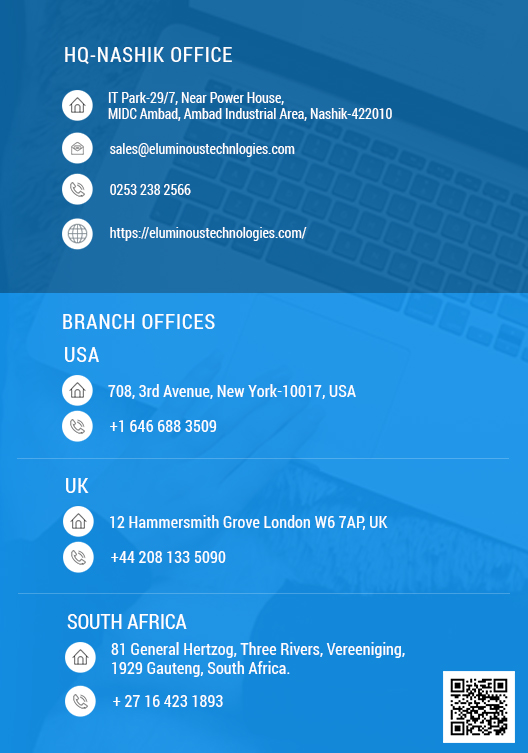 HQ-NASHIK OFFICE
IT Park-29/7, Near Power House,
MIDC Ambad, Ambad Industrial Area, Nashik-422010
sales@eluminoustechnlogies.com
0253 238 2566
https://eluminoustechnologies.com/
BRANCH OFFICES
USA
708, 3rd Avenue, New York-10017, USA
+1 646 688 3509
UK
12 Hammersmith Grove London W6 7AP, UK
+44 208 133 5090
SOUTH AFRICA
81 General Hertzog, Three Rivers, Vereeniging,
1929 Gauteng, South Africa.
+ 27 16 423 1893